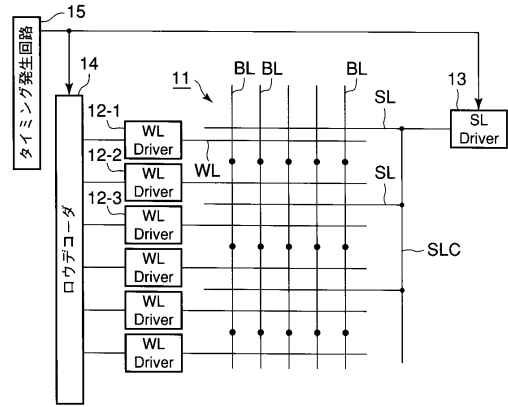 15
タイミング発生回路
14
ロウデコーダ
11
BL
BL
BL
13
SL
Driver
SL
12-1
WL
Driver
WL
12-2
WL
Driver
SL
12-3
WL
Driver
SLC
WL
Driver
WL
Driver
WL
Driver